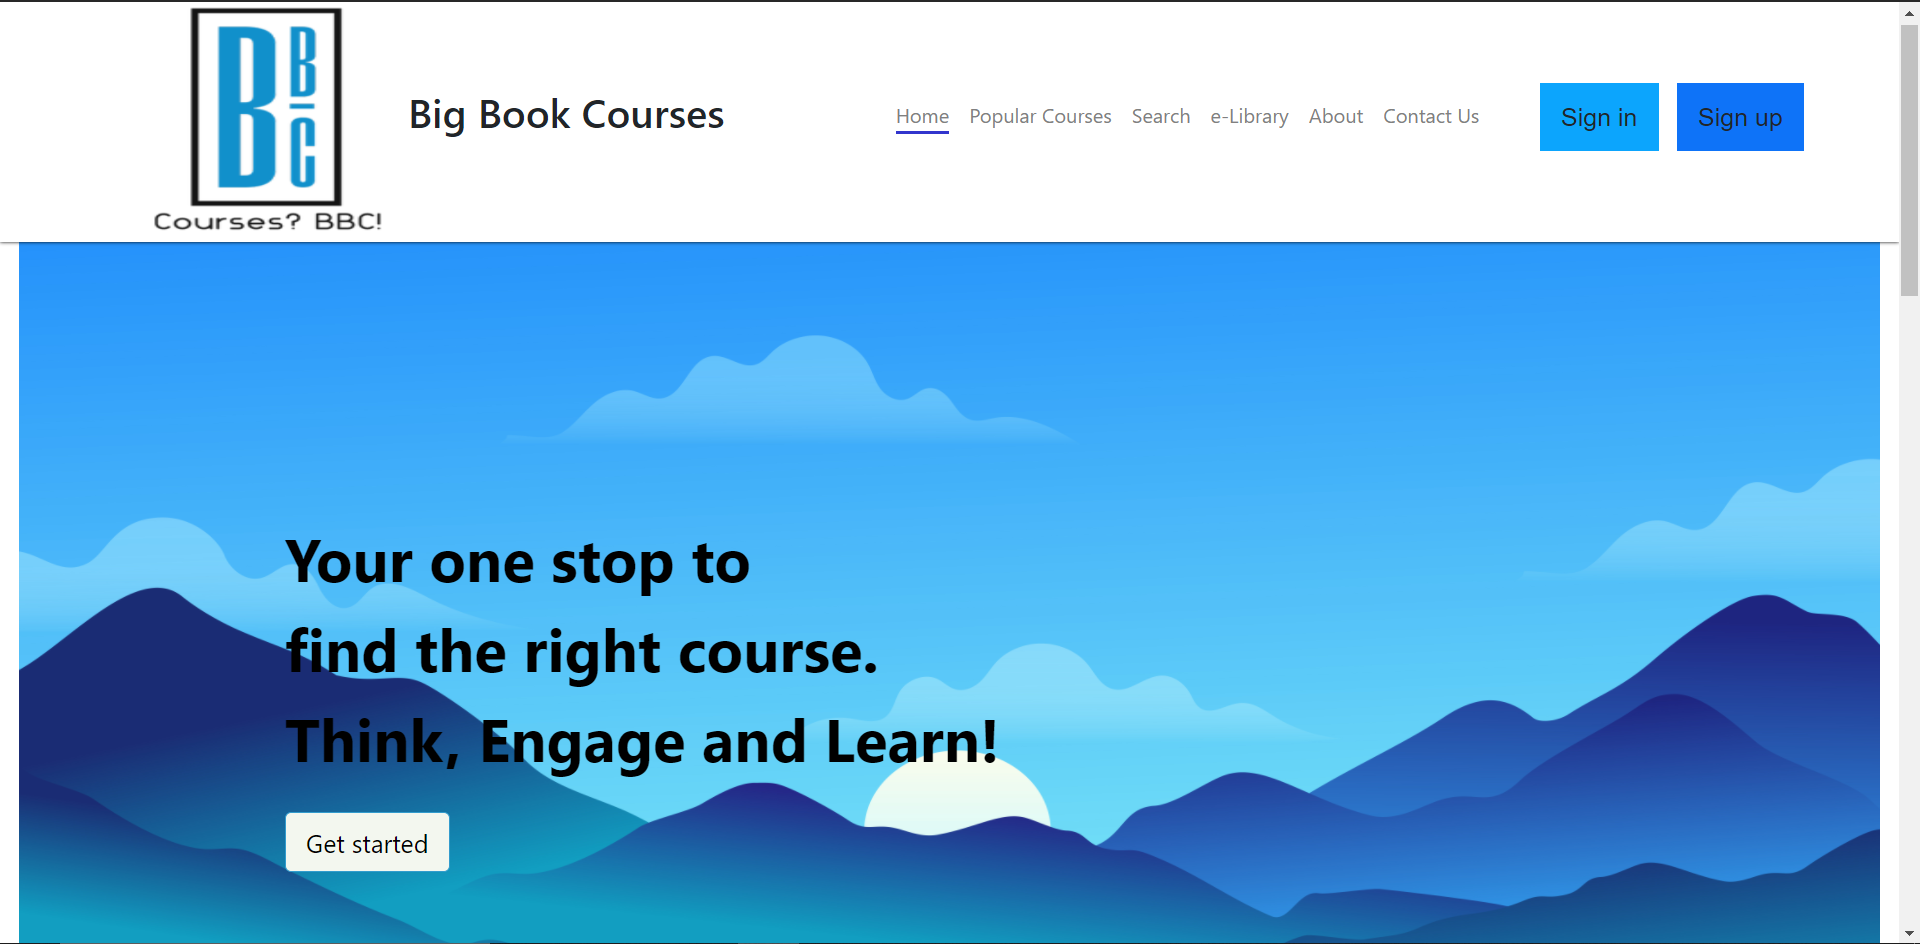 B
B
C
Courses? BBC!
Big Book Courses
Home Popular Courses Search e-Library About Contact Us
Sign in Sign up
Your one stop to
find the right course.
Think, Engage and Learn!
Get started